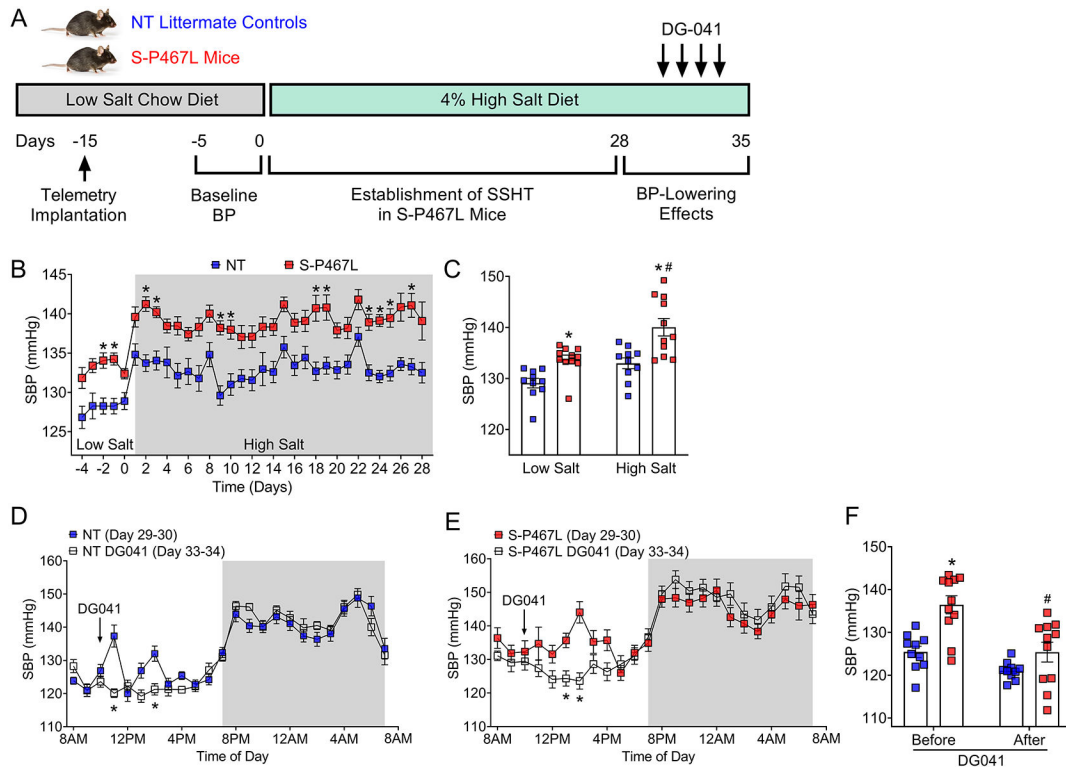 A
NT Littermate Controls
S-P467L Mice
DG-041
Low Salt Chow Diet
4% High Salt Diet
Days -15 -5 0 28 35
Telemetry
Implantation
Baseline
BP
Establishment of SSHT
in S-P467L Mice
BP-Lowering
Effects
B
NT S-P467L
145
140
135
130
125
SBP (mmHg)
* * * * * * * * * * * *
Low Salt High Salt
-4 -2 0 2 4 6 8 10 12 14 16 18 20 22 24 26 28
Time (Days)
C
150
140
130
120
SBP (mmHg)
*
* #
Low Salt High Salt
D
NT (Day 29-30)
NT DG041 (Day 33-34)
160
150
140
130
120
110
SBP (mmHg)
DG041
* *
8AM 12PM 4PM 8PM 12AM 4AM 8AM
Time of Day
E
S-P467L (Day 29-30)
S-P467L DG041 (Day 33-34)
160
150
140
130
120
110
SBP (mmHg)
DG041
* *
8AM 12PM 4PM 8PM 12AM 4AM 8AM
Time of Day
F
150
140
130
120
110
SBP (mmHg)
*
#
Before After
DG041